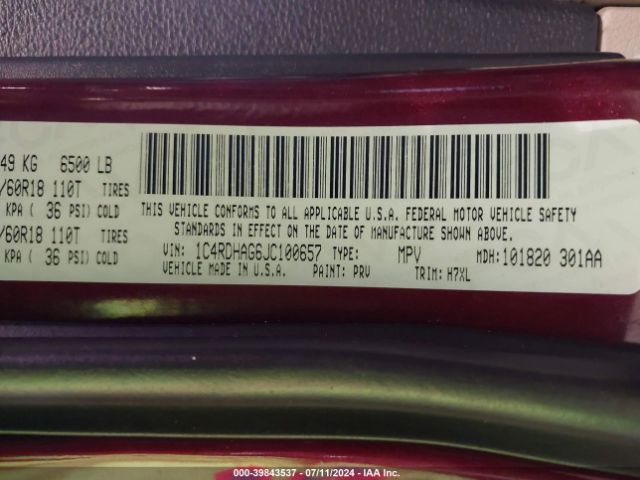 49 KG 6500 LB
/60R18 110T TIRES
KPA ( 36 PSI) COLD
/60R18 110T TIRES
KPA ( 36 PSI) COLD
THIS VEHICLE CONFORMS TO ALL APPLICABLE U.S.A. FEDERAL MOTOR VEHICLE SAFETY
STANDARDS IN EFFECT ON THE DATE OF MANUFACTURE SHOWN ABOVE.
VIN: 1C4RDHAG6JC100657 TYPE: MPV MDH: 101820 301AA
VEHICLE MADE IN U.S.A. PAINT: PRV TRIM: H7XL
000-39843537 - 07/11/2024 - IAA Inc.